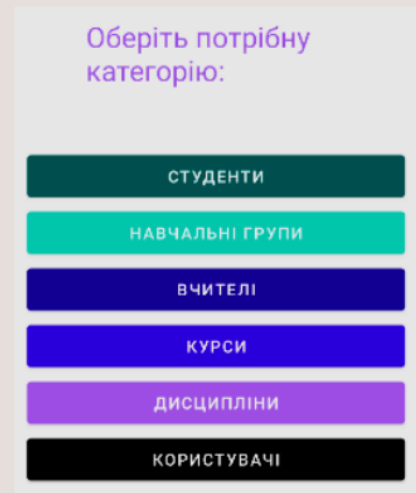 Оберіть потрібну
категорію:
СТУДЕНТИ
НАВЧАЛЬНІ ГРУПИ
ВЧИТЕЛІ
КУРСИ
ДИСЦИПЛІНИ
КОРИСТУВАЧІ